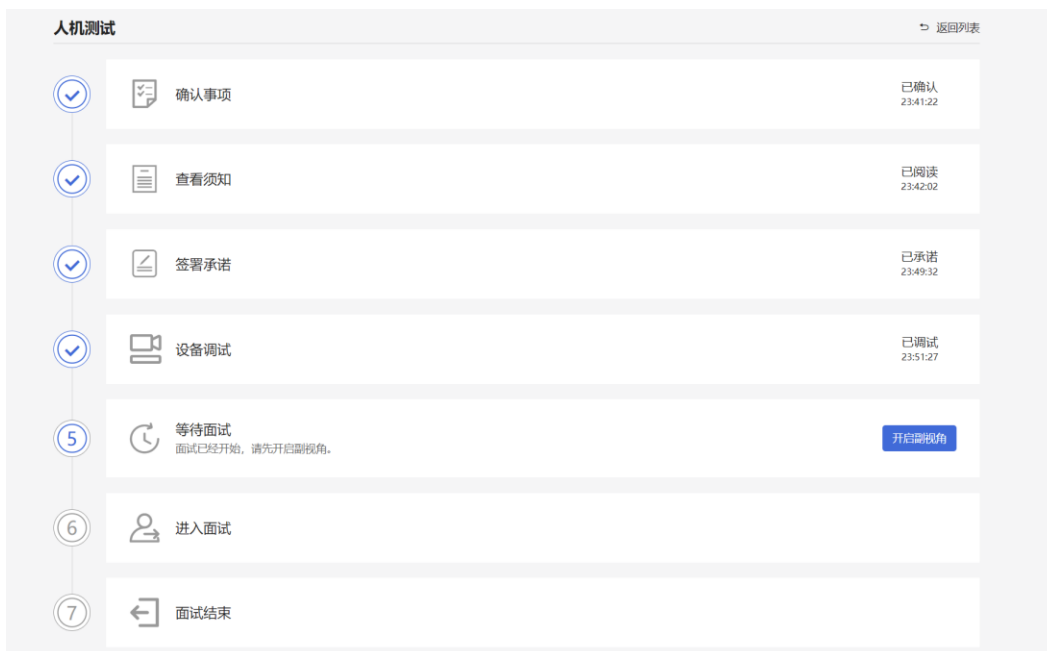 人机测试
返回列表
确认事项
已确认
23:41:22
查看须知
已阅读
23:42:02
签署承诺
已承诺
23:49:32
设备调试
已调试
23:51:27
5
等待面试
面试已经开始，请先开启副视角。
开启副视角
6
进入面试
7
面试结束